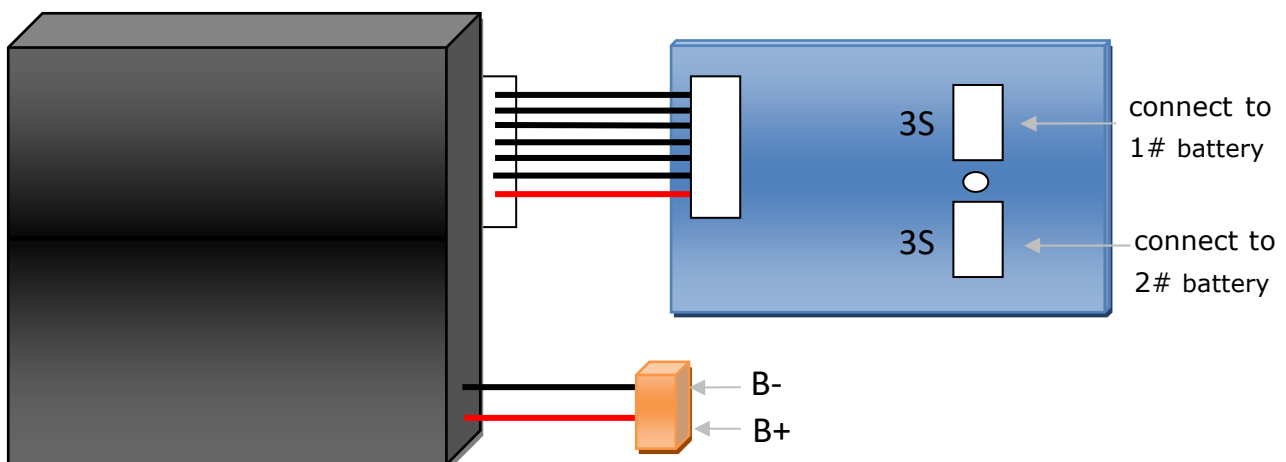 3S
connect to
1# battery
3S
connect to
2# battery
B-
B+